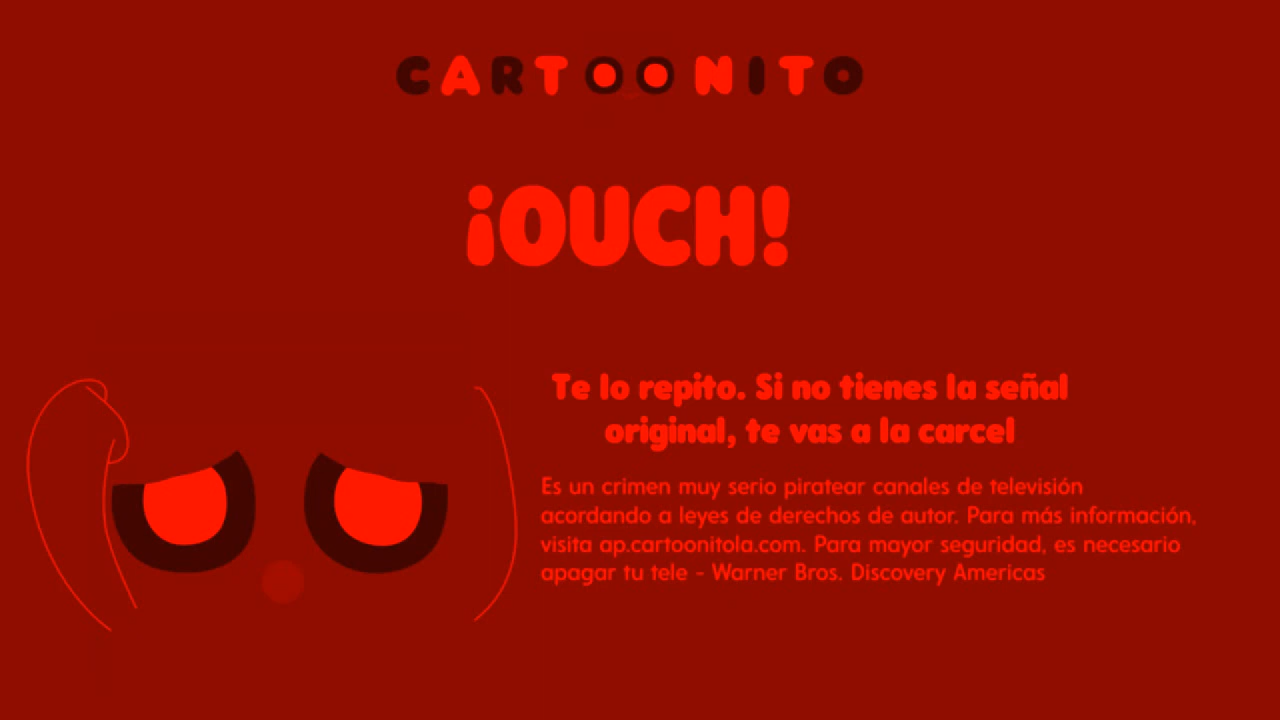 CARTOONITO
¡OUCH!
Te lo repito. Si no tienes la señal
original, te vas a la carcel
Es un crimen muy serio piratear canales de televisión
acordando a leyes de derechos de autor. Para más información,
visita ap.cartoonitola.com. Para mayor seguridad, es necesario
apagar tu tele - Warner Bros. Discovery Americas